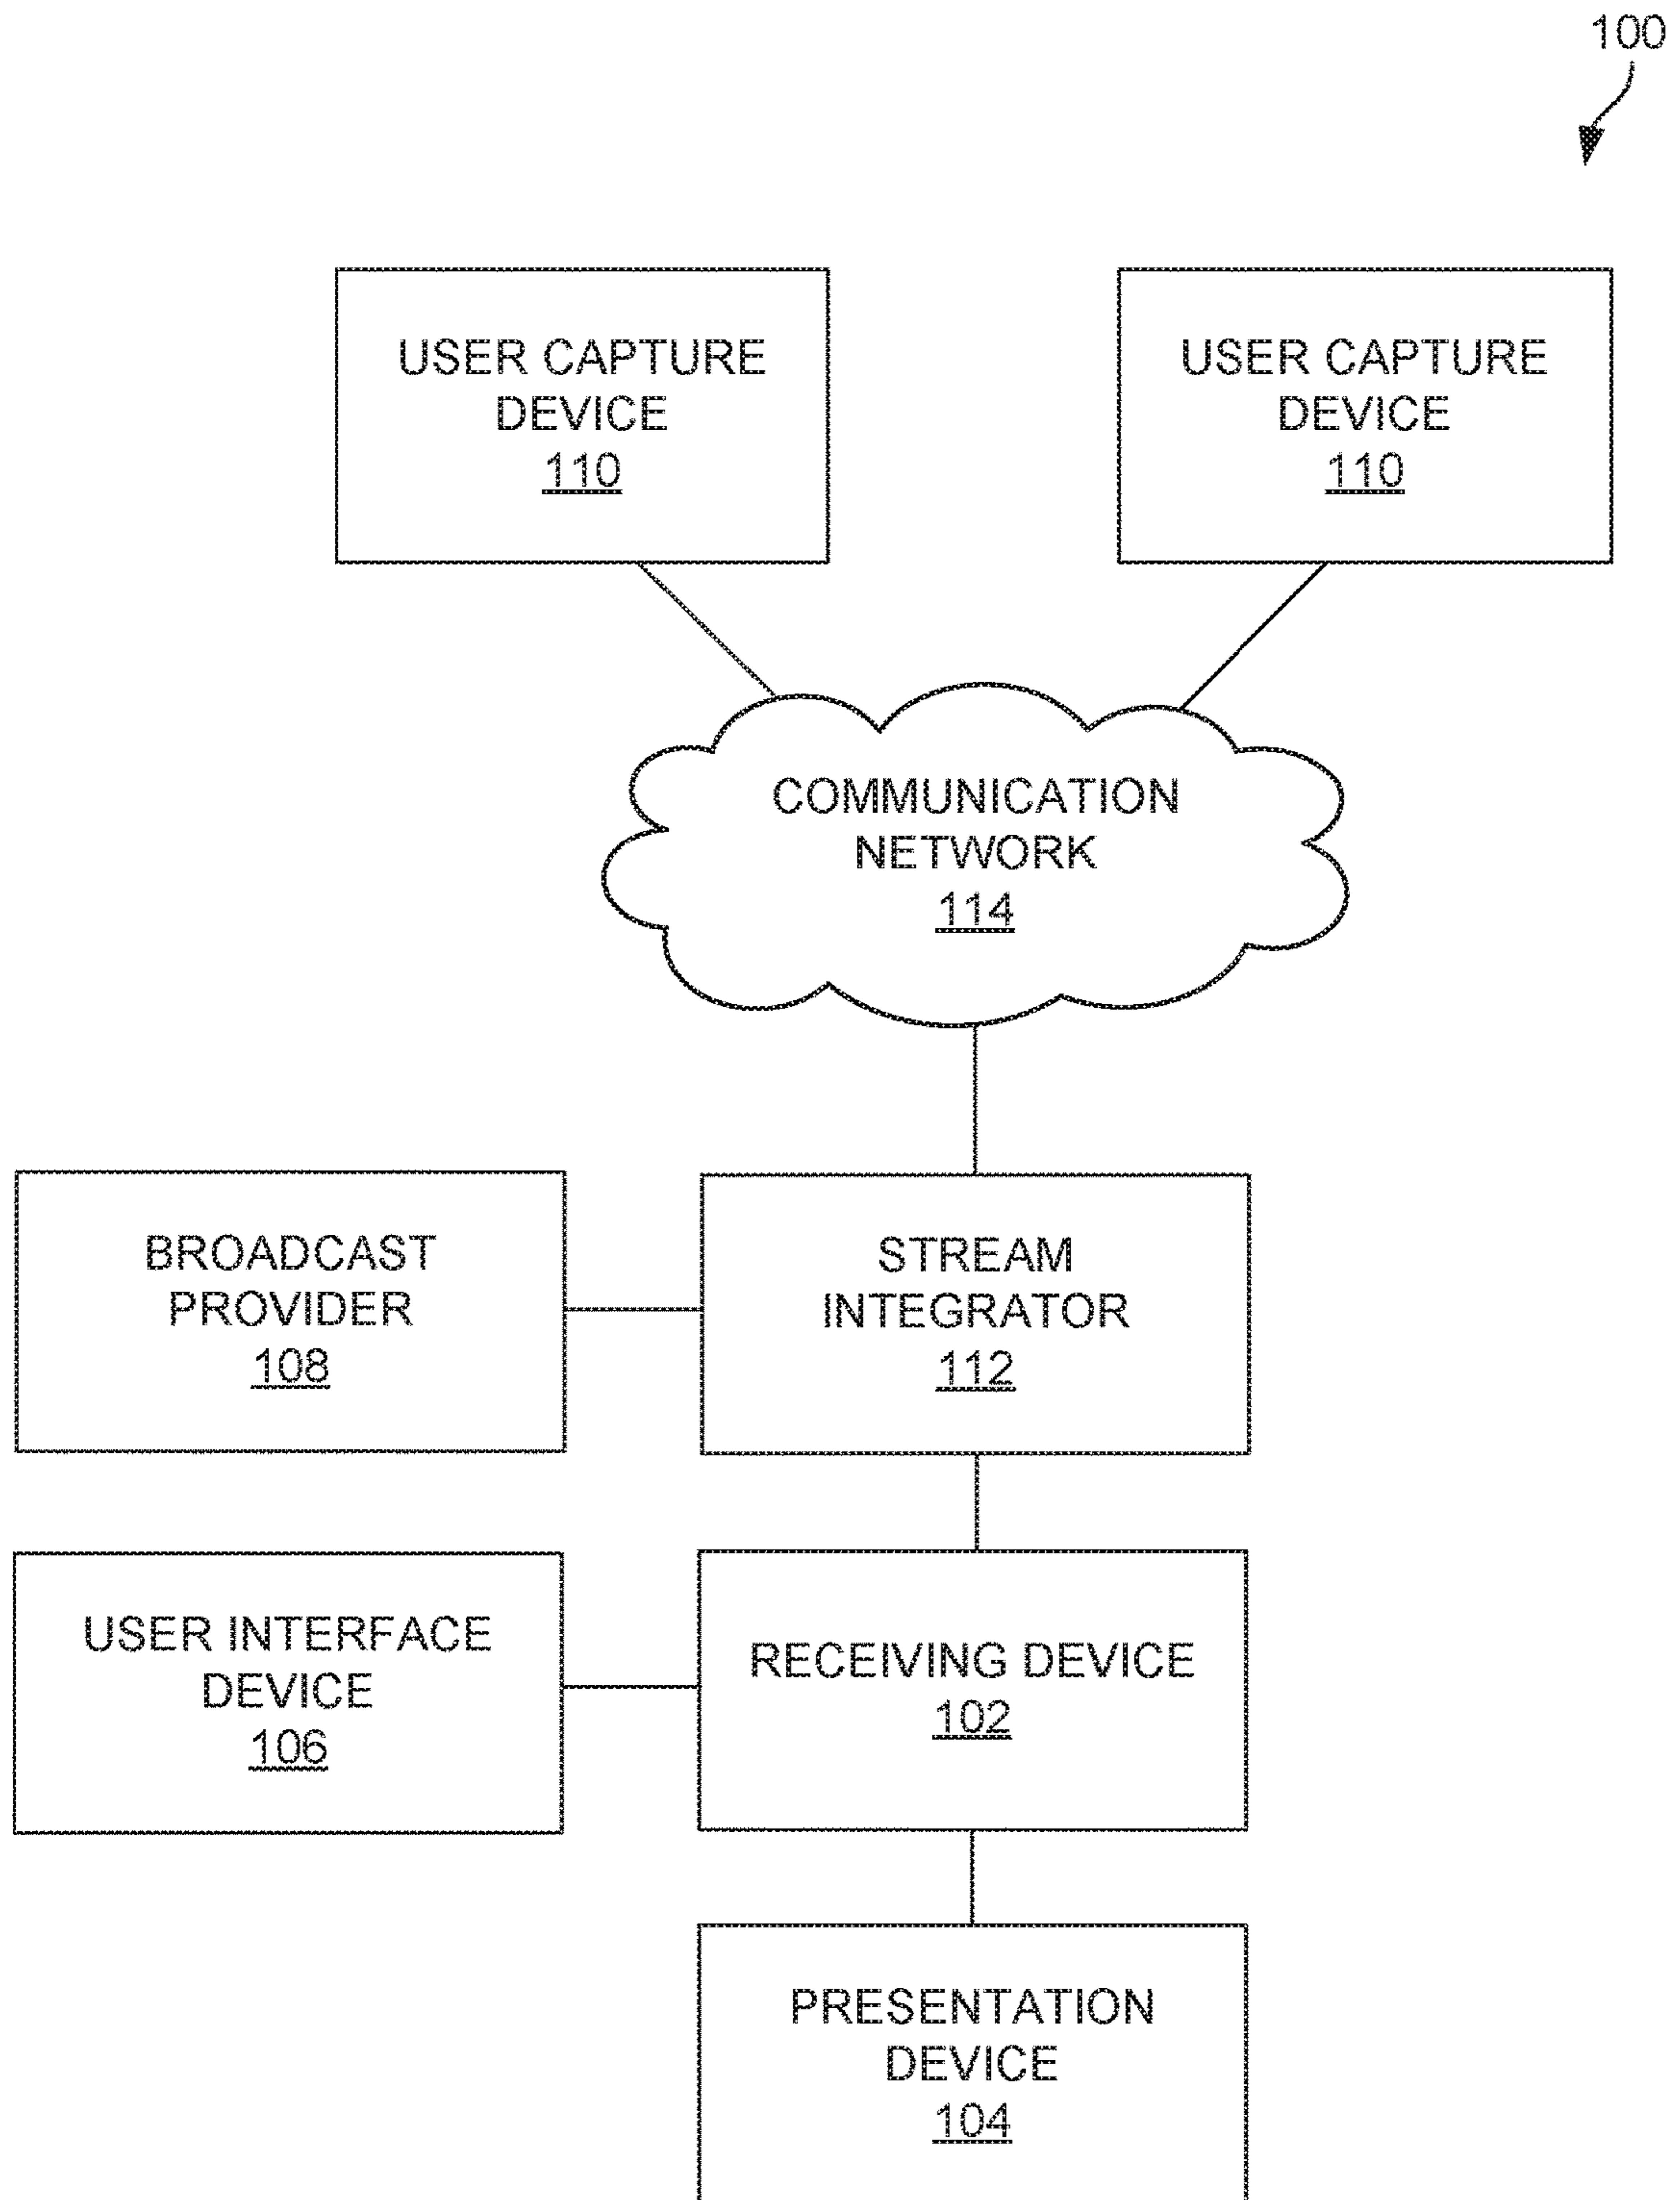 100
USER CAPTURE
DEVICE
110
USER CAPTURE
DEVICE
110
COMMUNICATION
NETWORK
114
BROADCAST
PROVIDER
108
STREAM
INTEGRATOR
112
USER INTERFACE
DEVICE
106
RECEIVING DEVICE
102
PRESENTATION
DEVICE
104